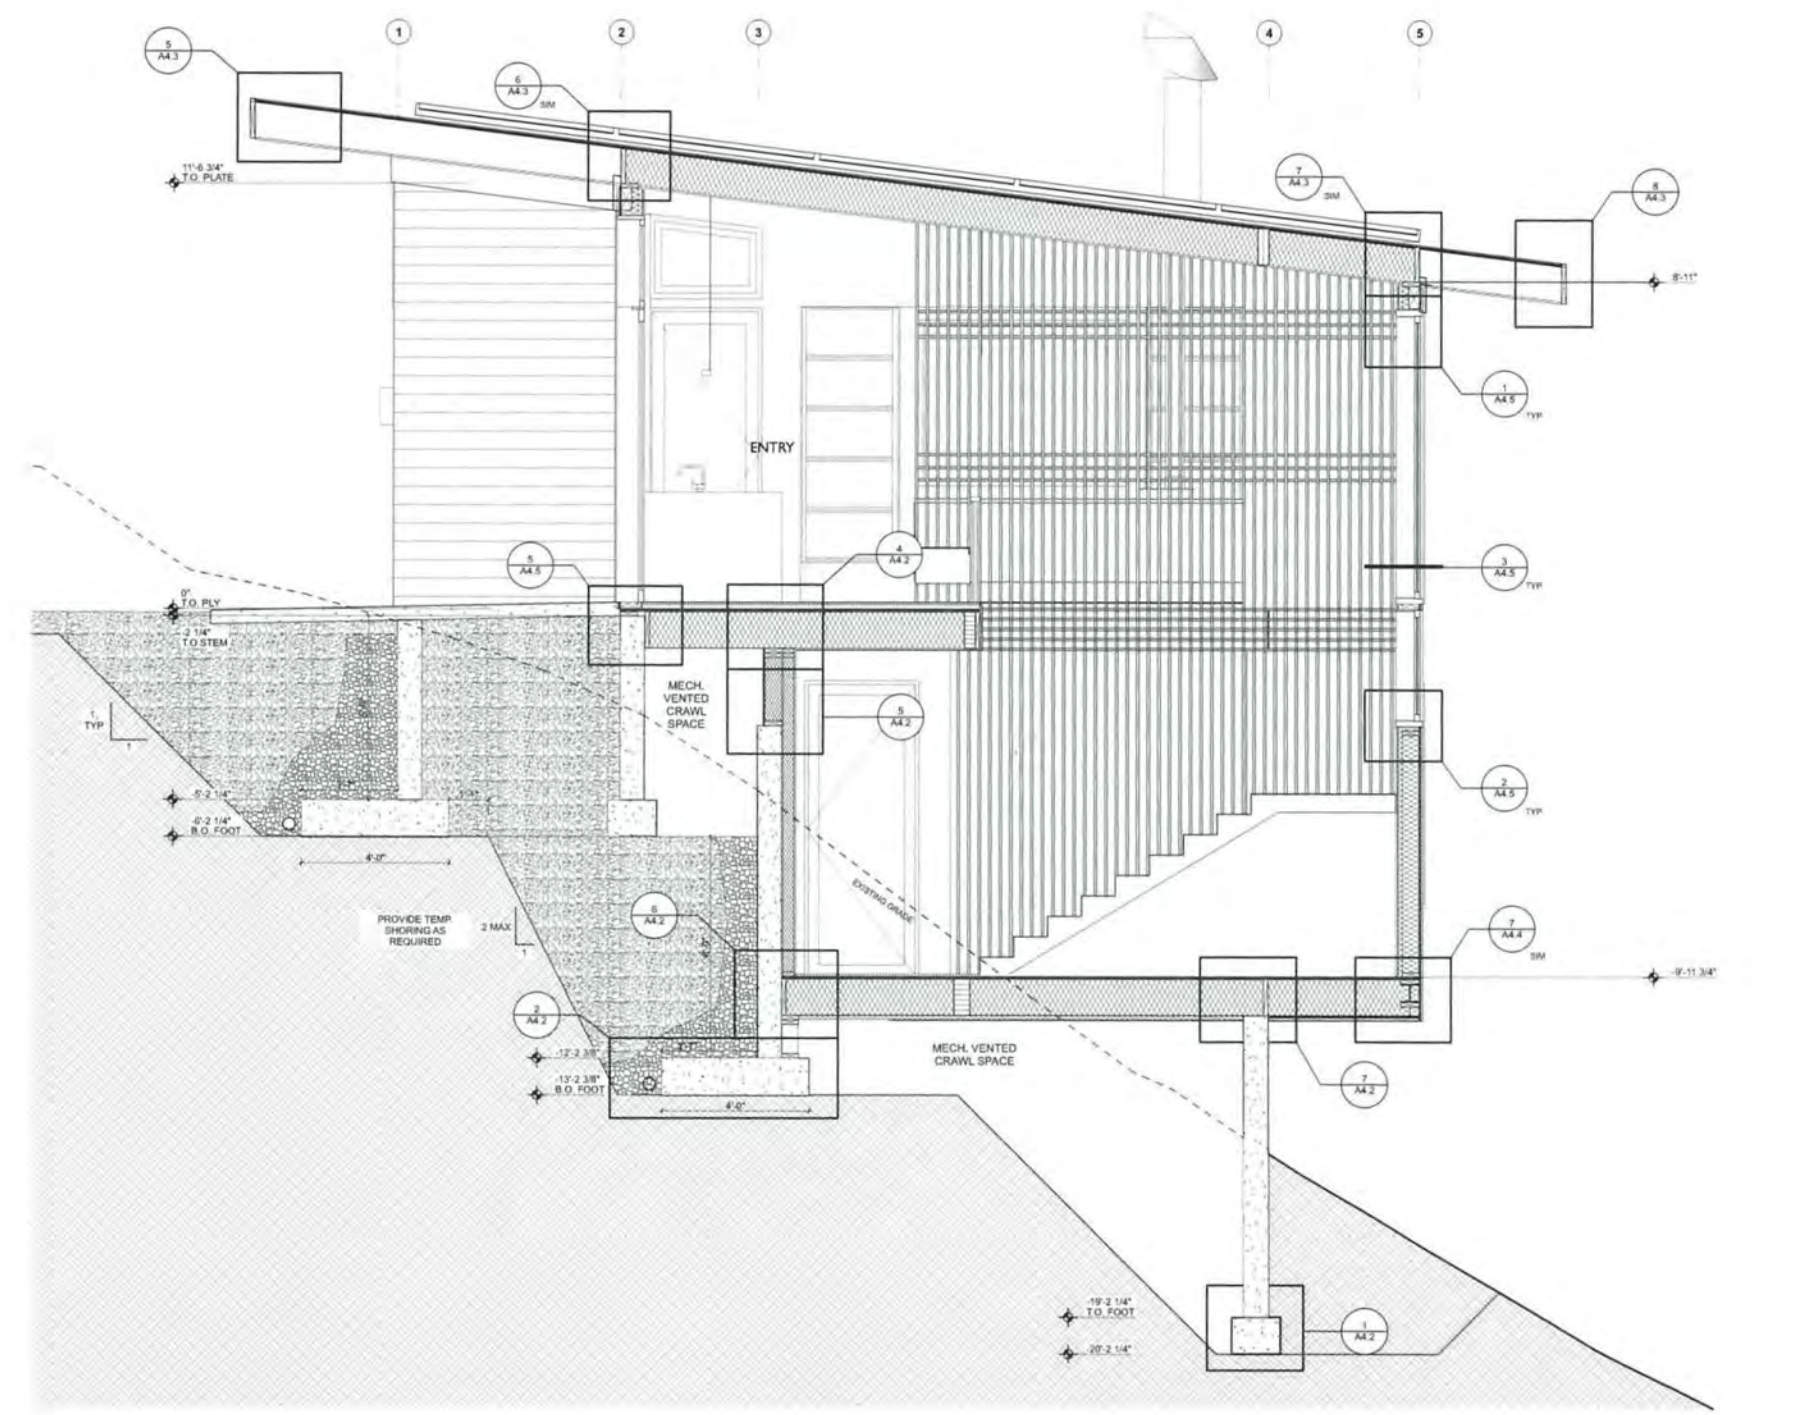 1
2
3
4
5
5
A4.3
6
A4.3
SIM
7
A4.3
SIM
8
A4.3
11'-6 3/4"
T.O. PLATE
8'-11"
1
A4.5
TYP
ENTRY
5
A4.5
4
A4.2
3
A4.5
TYP
0"
T.O. PLY
-2 1/4"
T.O STEM
MECH.
VENTED
CRAWL
SPACE
5
A4.2
1
TYP
1
2
A4.5
TYP
-5'-2 1/4"
-6'-2 1/4"
B.O. FOOT
4'-0"
EXISTING GRADE
PROVIDE TEMP.
SHORING AS
REQUIRED
2 MAX
1
6
A4.2
7
A4.4
SIM
-9'-11 3/4"
2
A4.2
-12'-2 3/8"
-13'-2 3/8"
B.O. FOOT
4'-0"
MECH. VENTED
CRAWL SPACE
7
A4.2
-19'-2 1/4"
T.O. FOOT
-20'-2 1/4"
1
A4.2